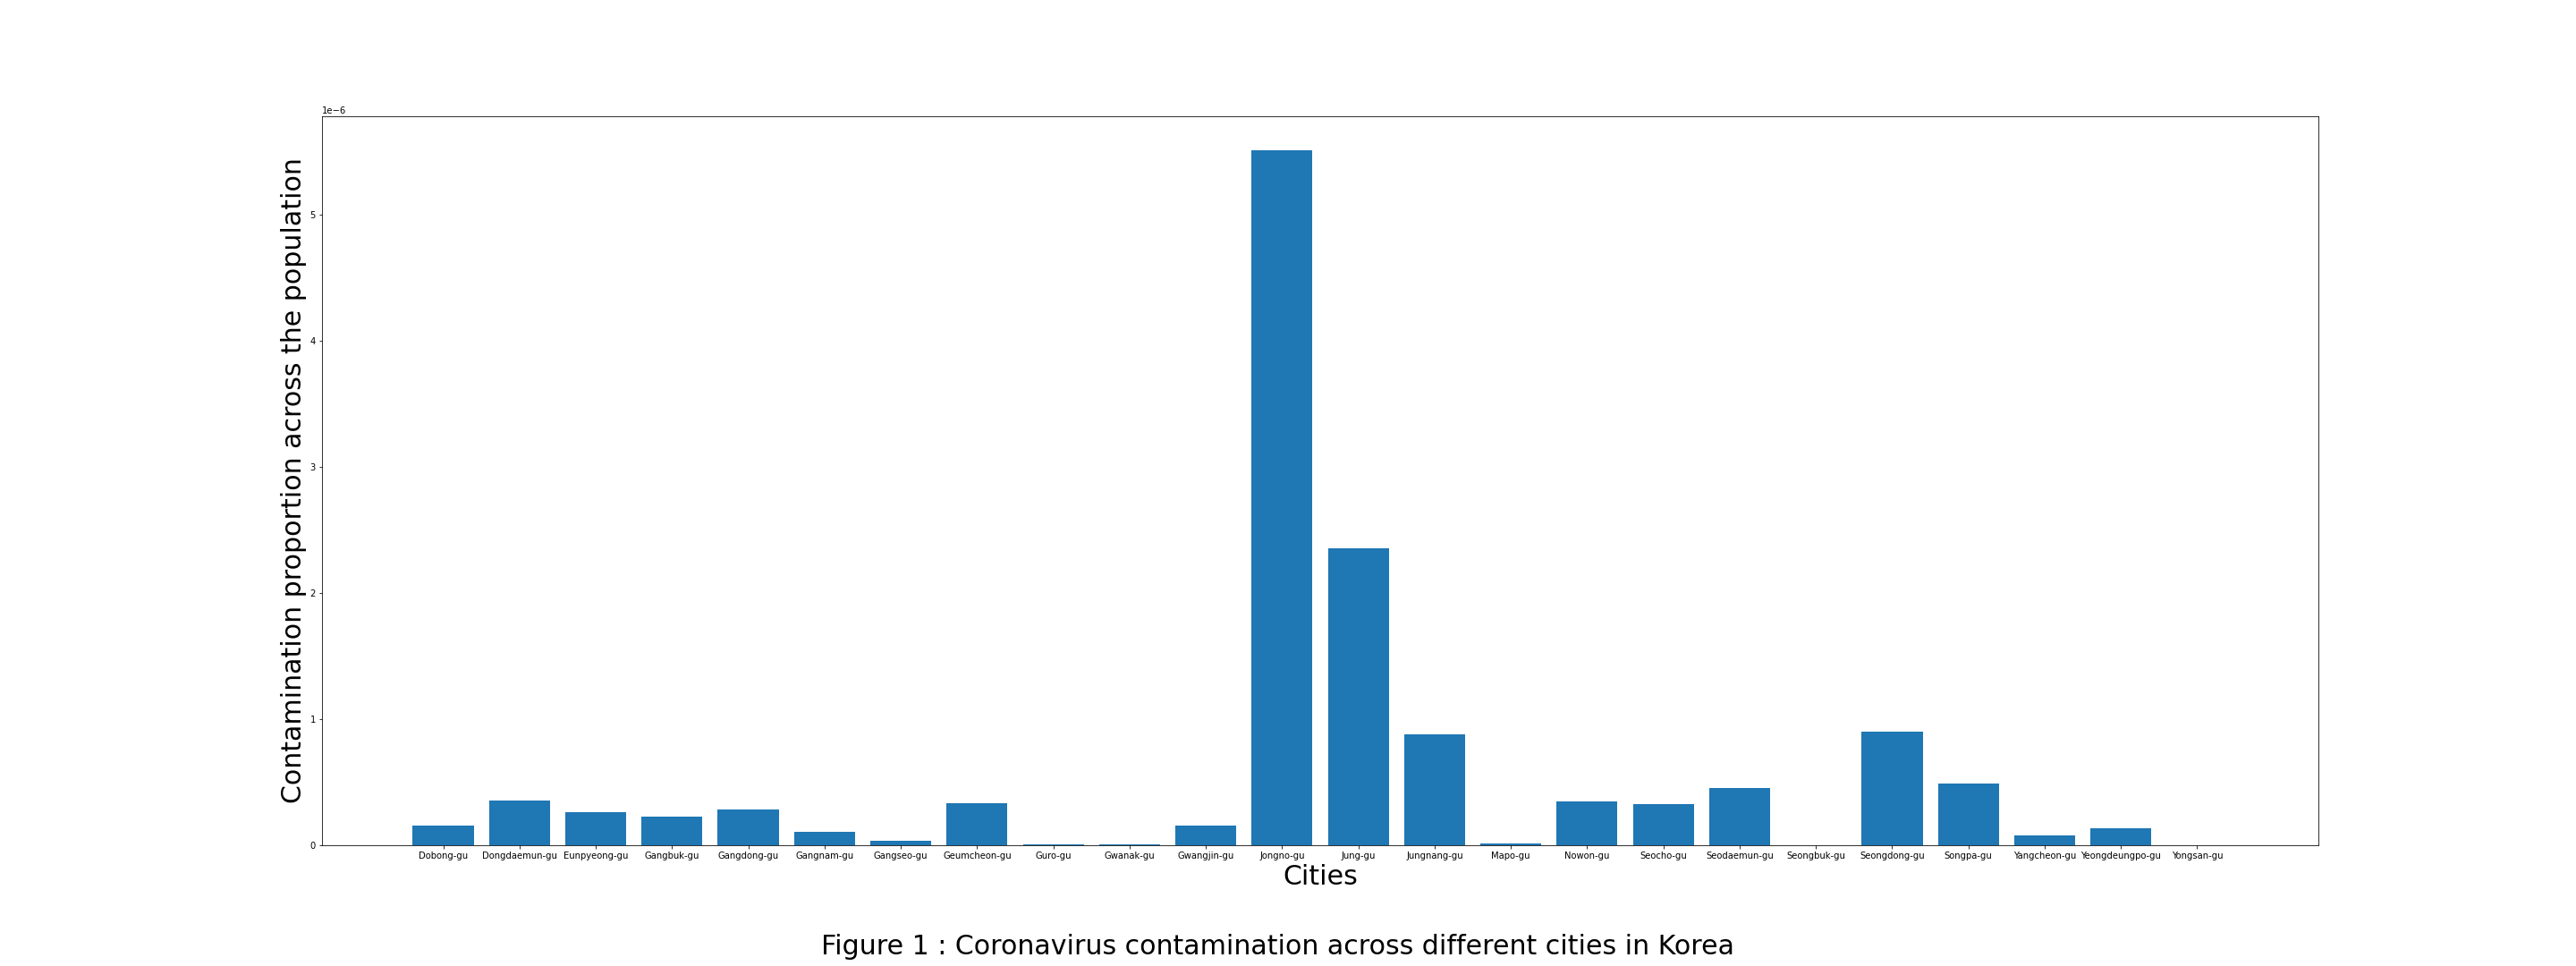 1e−6
Contamination proportion across the population
5
4
3
2
1
0
Dobong-gu Dongdaemun-gu Eunpyeong-gu Gangbuk-gu Gangdong-gu Gangnam-gu Gangseo-gu Geumcheon-gu Guro-gu Gwanak-gu Gwangjin-gu Jongno-gu Jung-gu Jungnang-gu Mapo-gu Nowon-gu Seocho-gu Seodaemun-gu Seongbuk-gu Seongdong-gu Songpa-gu Yangcheon-gu Yeongdeungpo-gu Yongsan-gu
Cities
Figure 1 : Coronavirus contamination across different cities in Korea